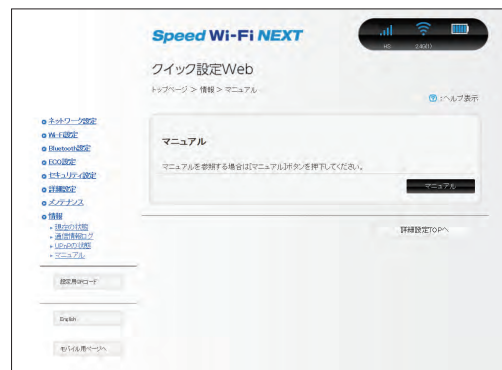 Speed Wi-Fi NEXT
HS
2.4G(1)
クイック設定Web
トップページ > 情報 > マニュアル
:ヘルプ表示
ネットワーク設定
Wi-Fi設定
Bluetooth設定
ECO設定
セキュリティ設定
詳細設定
メンテナンス
情報
現在の状態
通信情報ログ
UPnPの状態
マニュアル
設定用QRコード
English
モバイル用ページへ
マニュアル
マニュアルを参照する場合は[マニュアル]ボタンを押下してください。
マニュアル
詳細設定TOPへ